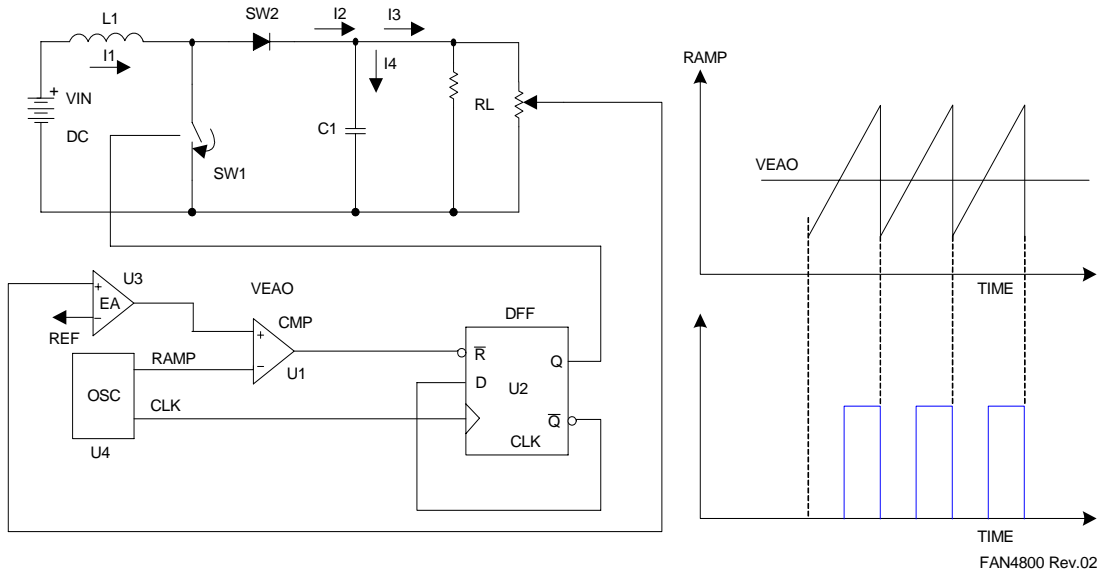 SW2
L1
I1
I2
I3
I4
+
VIN
DC
C1
RL
SW1
U3
+
EA
−
REF
VEAO
CMP
+
−
U1
RAMP
OSC
CLK
U4
DFF
R
Q
D
U2
Q
CLK
RAMP
VEAO
TIME
TIME
FAN4800 Rev.02